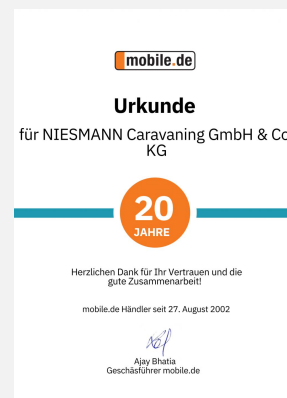 mobile.de
Urkunde
für NIESMANN Caravaning GmbH & Co
KG
20
JAHRE
Herzlichen Dank für Ihr Vertrauen und die
gute Zusammenarbeit!
mobile.de Händler seit 27. August 2002
Ajay Bhatia
Geschäsführer mobile.de